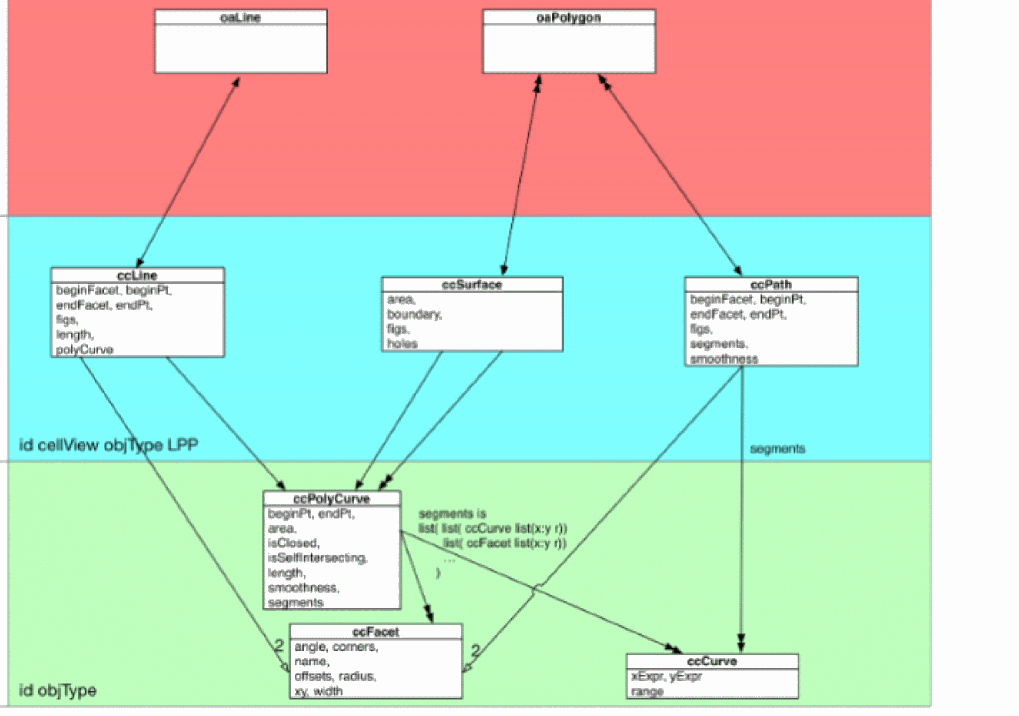 oaLine
oaPolygon
ccLine
beginFacet, beginPt,
endFacet, endPt,
figs,
length,
polyCurve
ccSurface
area,
boundary,
figs,
holes
ccPath
beginFacet, beginPt,
endFacet, endPt,
figs,
segments,
smoothness
id cellView objType LPP
segments
ccPolyCurve
beginPt, endPt,
area,
isClosed,
isSelfIntersecting,
length,
smoothness,
segments
segments is
list( list( ccCurve list(x:y r))
list( ccFacet list(x:y r))
...
)
2
ccFacet
angle, corners,
name,
offsets, radius,
xy, width
2
ccCurve
xExpr, yExpr
range
id objType